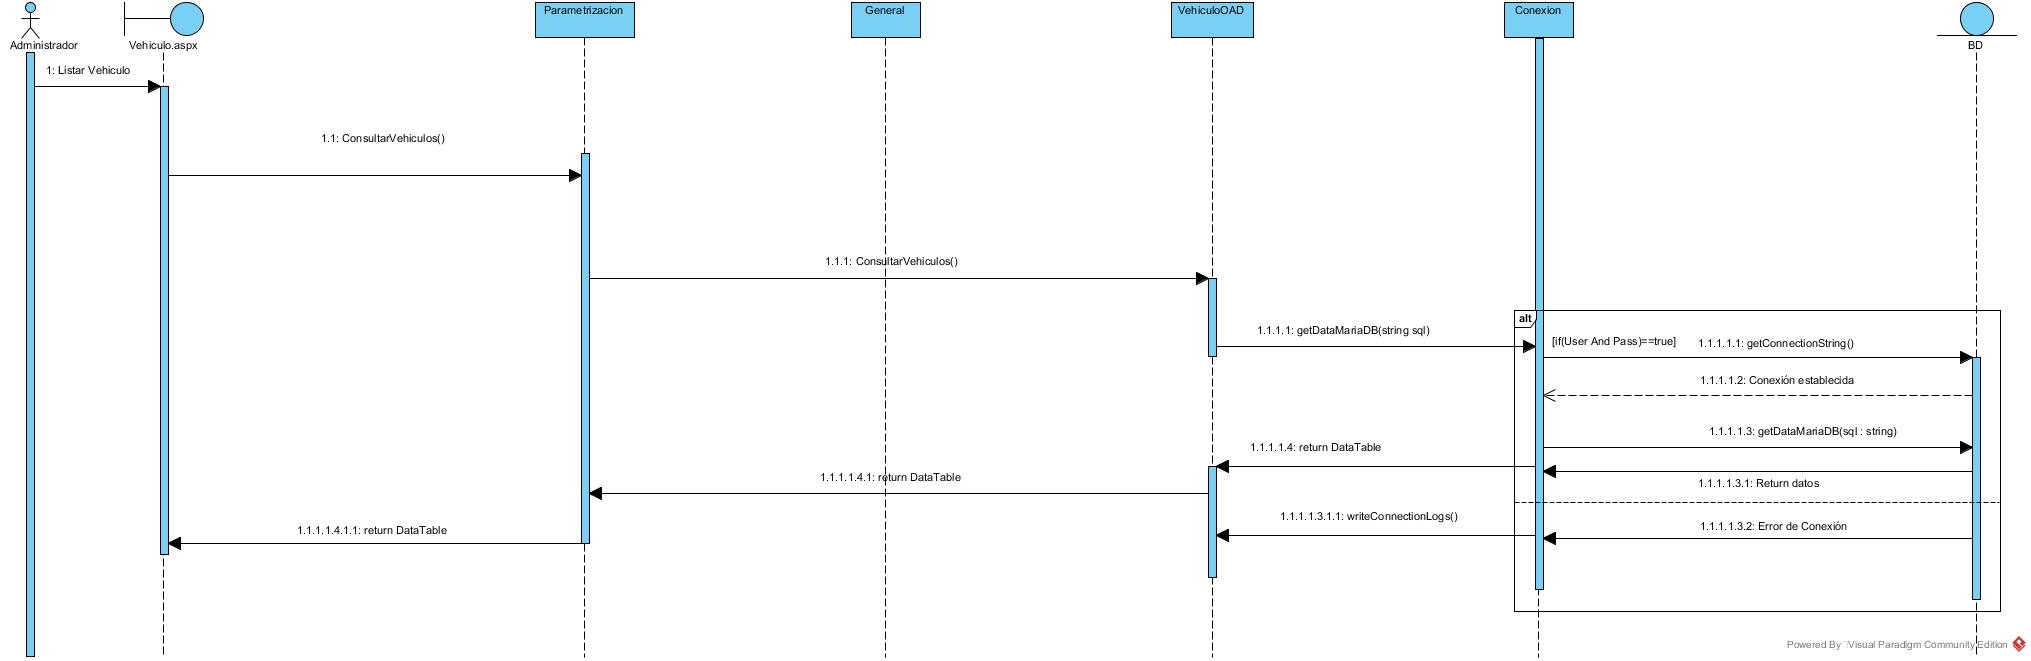 Administrador
Vehiculo.aspx
Parametrizacion
General
VehiculoOAD
Conexion
BD
1: Listar Vehiculo
1.1: ConsultarVehiculos()
1.1.1: ConsultarVehiculos()
alt
1.1.1.1: getDataMariaDB(string sql)
[if(User And Pass)==true]
1.1.1.1.1: getConnectionString()
1.1.1.1.2: Conexión establecida
1.1.1.1.3: getDataMariaDB(sql : string)
1.1.1.1.4: return DataTable
1.1.1.1.4.1: return DataTable
1.1.1.1.3.1: Return datos
1.1.1.1.3.1.1: writeConnectionLogs()
1.1.1.1.3.2: Error de Conexión
1.1.1.1.4.1.1: return DataTable
Powered By Visual Paradigm Community Edition